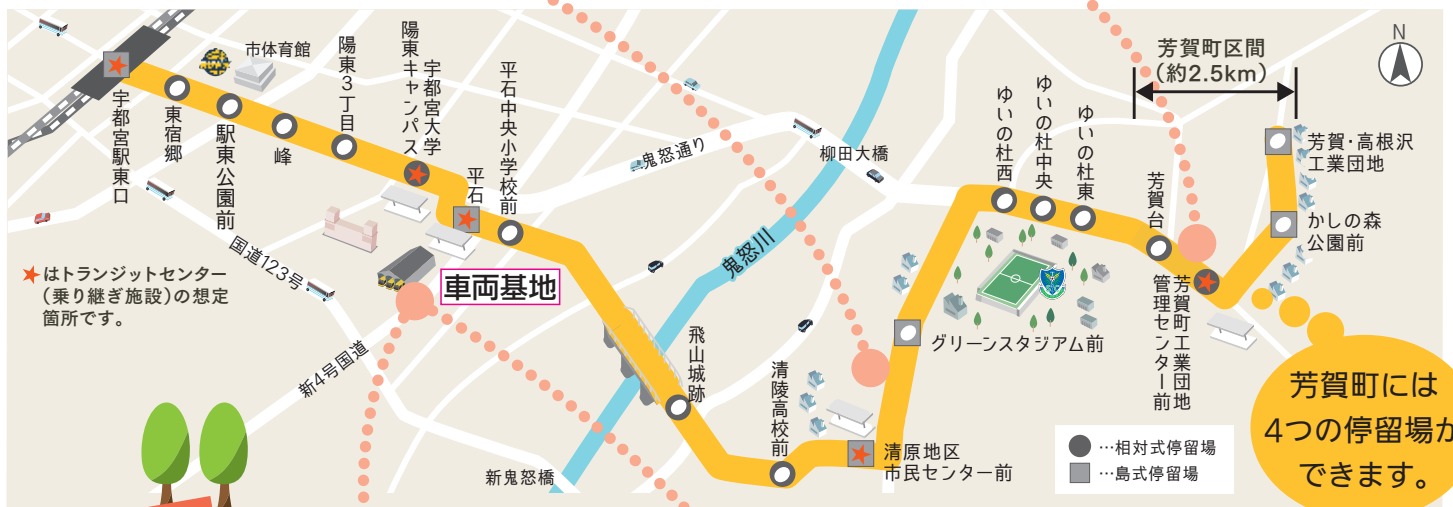 市体育館
宇都宮駅東口
東宿郷
駅東公園前
峰
陽東3丁目
宇都宮大学
陽東キャンパス
平石
平石中央小学校前
鬼怒通り
柳田大橋
鬼怒川
国道123号
新4号国道
★はトランジットセンター
(乗り継ぎ施設)の想定
箇所です。
車両基地
飛山城跡
新鬼怒橋
清陵高校前
清原地区
市民センター前
グリーンスタジアム前
ゆいの杜西
ゆいの杜中央
ゆいの杜東
芳賀台
芳賀町工業団地
管理センター前
かしの森
公園前
芳賀・高根沢
工業団地
芳賀町区間
(約2.5km)
N
●…相対式停留場
■…島式停留場
芳賀町には
4つの停留場が
できます。